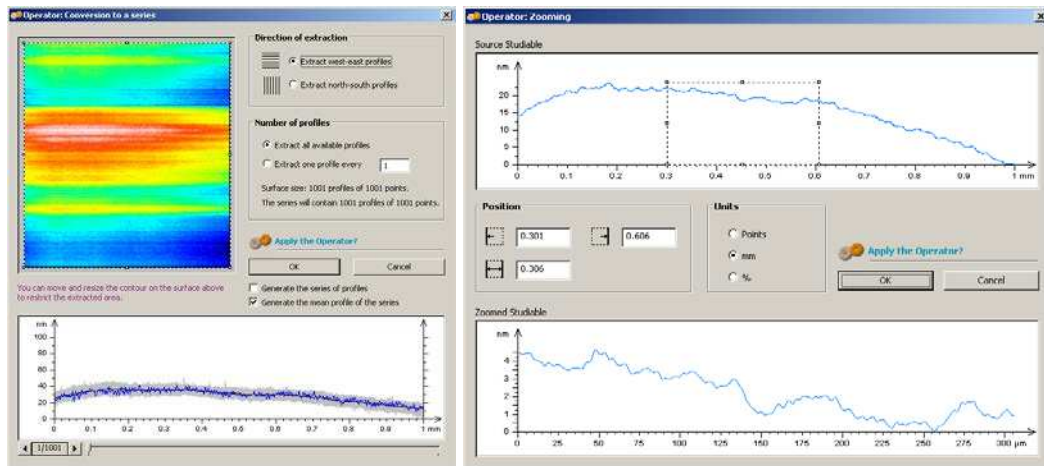 Operator: Conversion to a series
Direction of extraction
Extract west-east profiles
Extract north-south profiles
Number of profiles
Extract all available profiles
Extract one profile every 1
Surface size: 1001 profiles of 1001 points.
The series will contain 1001 profiles of 1001 points.
Apply the Operator?
OK Cancel
You can move and resize the contour on the surface above
to restrict the extracted area.
Generate the series of profiles
Generate the mean profile of the series
nm
100
80
60
40
20
0
0 0.1 0.2 0.3 0.4 0.5 0.6 0.7 0.8 0.9 1 mm
1/1001
Operator: Zooming
Source Studiable
nm
20
15
10
5
0
0 0.1 0.2 0.3 0.4 0.5 0.6 0.7 0.8 0.9 1 mm
Position
0.301 0.606
0.306
Units
Points
mm
%
Apply the Operator?
OK Cancel
Zoomed Studiable
nm
4
3
2
1
0
0 25 50 75 100 125 150 175 200 225 250 275 300 µm